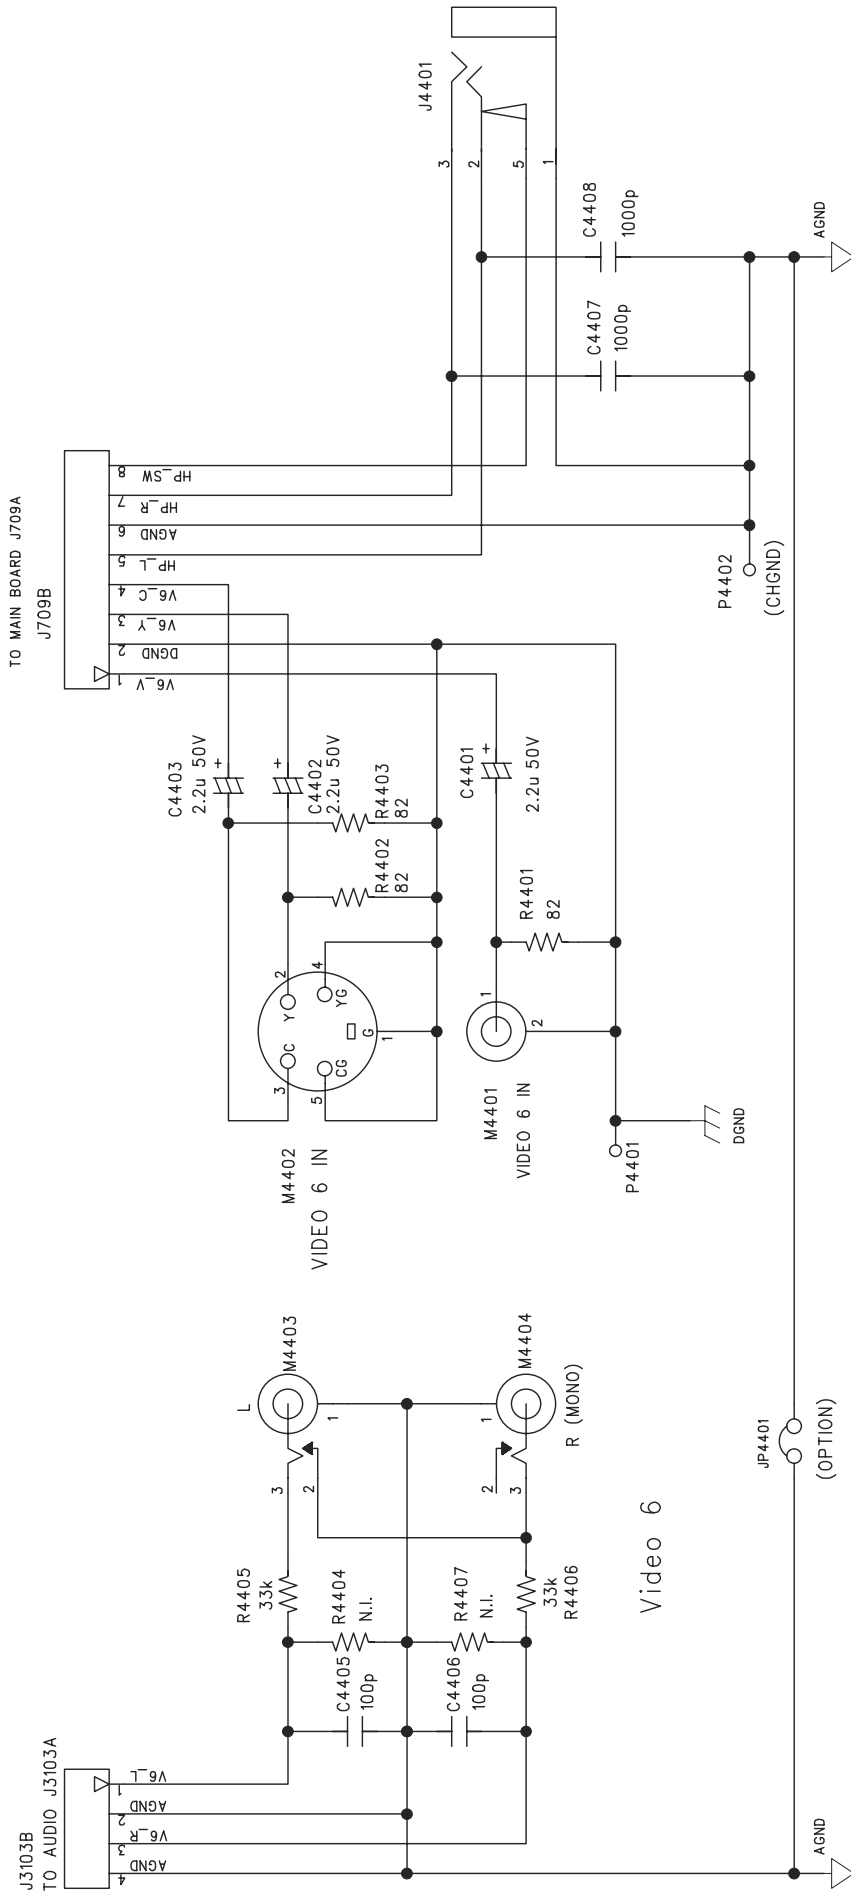 TO MAIN BOARD J709A
J709B
8 HP_SW
7 HP_R
6 AGND
5 HP_L
4 V6_C
3 V6_Y
2 DGND
1 V6_V
J4401
3
2
5
1
C4408
1000p
C4407
1000p
AGND
P4402
(CHGND)
C4403
2.2u 50V
+
C4402
2.2u 50V
+
R4403
82
R4402
82
C4401
2.2u 50V
+
R4401
82
2
4
Y
YG
G
1
C
CG
3
5
M4402
VIDEO 6 IN
1
2
M4401
VIDEO 6 IN
P4401
DGND
L
M4403
1
3
2
M4404
R (MONO)
1
2
3
R4405
33k
R4404
N.I.
C4405
100p
R4407
N.I.
R4406
33k
C4406
100p
Video 6
JP4401
(OPTION)
J3103B
TO AUDIO J3103A
1 V6_L
2 AGND
3 V6_R
4 AGND
AGND